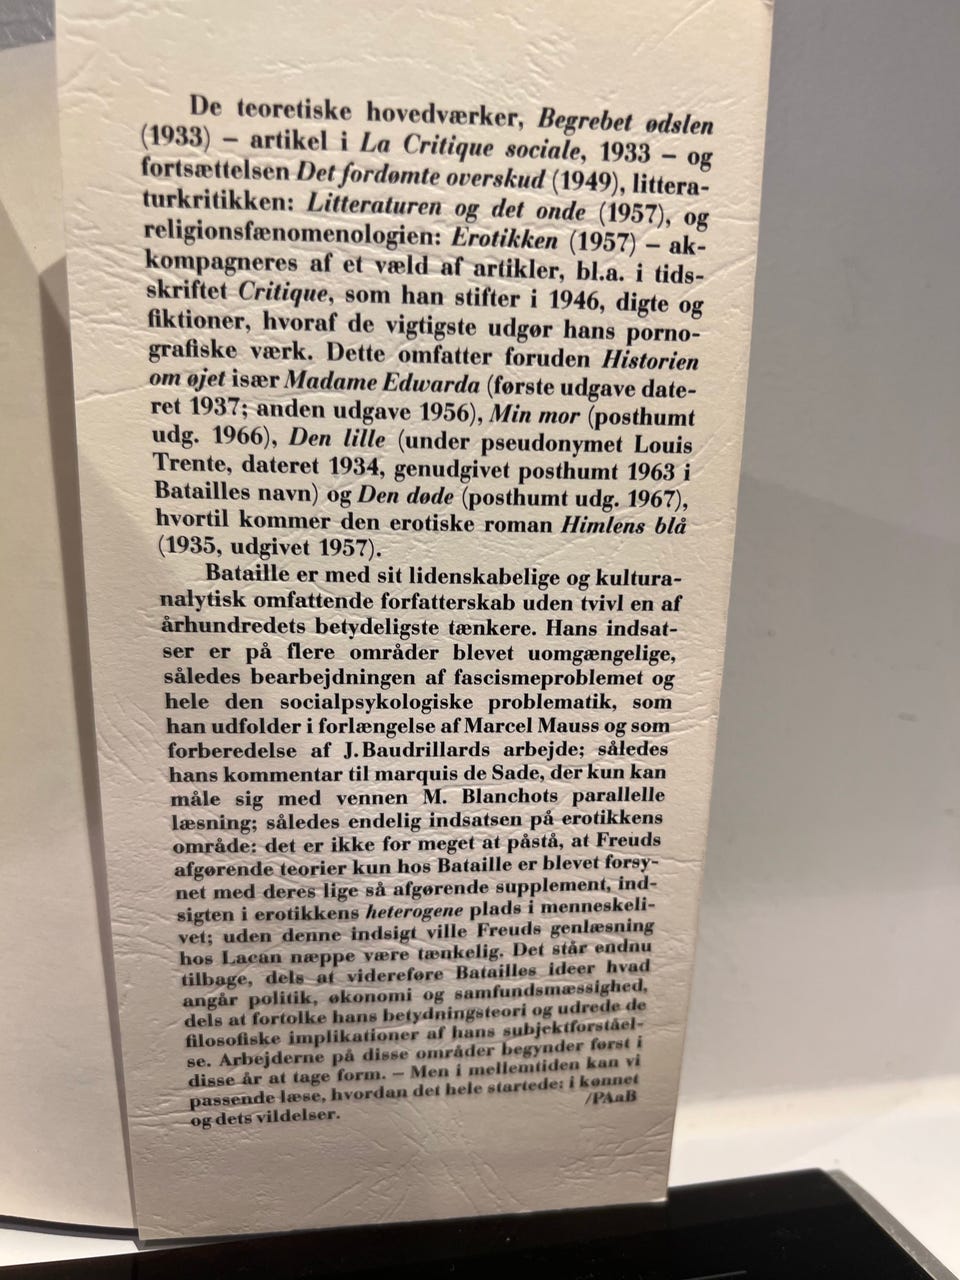 De teoretiske hovedværker, Begrebet ødslen
(1933) – artikel i La Critique sociale, 1933 – og
fortsættelsen Det fordømte overskud (1949), littera-
turkritikken: Litteraturen og det onde (1957), og
religionsfænomenologien: Erotikken (1957) – ak-
kompagneres af et væld af artikler, bl.a. i tids-
skriftet Critique, som han stifter i 1946, digte og
fiktioner, hvoraf de vigtigste udgør hans porno-
grafiske værk. Dette omfatter foruden Historien
om øjet især Madame Edwarda (første udgave date-
ret 1937; anden udgave 1956), Min mor (posthumt
udg. 1966), Den lille (under pseudonymet Louis
Trente, dateret 1934, genudgivet posthumt 1963 i
Batailles navn) og Den døde (posthumt udg. 1967),
hvortil kommer den erotiske roman Himlens blå
(1935, udgivet 1957).
Bataille er med sit lidenskabelige og kultura-
nalytisk omfattende forfatterskab uden tvivl en af
århundredets betydeligste tænkere. Hans indsat-
ser er på flere områder blevet uomgængelige,
således bearbejdningen af fascismeproblemet og
hele den socialpsykologiske problematik, som
han udfolder i forlængelse af Marcel Mauss og som
forberedelse af J. Baudrillards arbejde; således
hans kommentar til marquis de Sade, der kun kan
måle sig med vennen M. Blanchots parallelle
læsning; således endelig indsatsen på erotikkens
område: det er ikke for meget at påstå, at Freuds
afgørende teorier kun hos Bataille er blevet forsy-
net med deres lige så afgørende supplement, ind-
sigten i erotikkens heterogene plads i menneskeli-
vet; uden denne indsigt ville Freuds genlæsning
hos Lacan næppe være tænkelig. Det står endnu
tilbage, dels at videreføre Batailles ideer hvad
angår politik, økonomi og samfundsmæssighed,
dels at fortolke hans betydningsteori og udrede de
filosofiske implikationer af hans subjektforståel-
se. Arbejderne på disse områder begynder først i
disse år at tage form. – Men i mellemtiden kan vi
passende læse, hvordan det hele startede: i kønnet
og dets vildelser. /PAaB